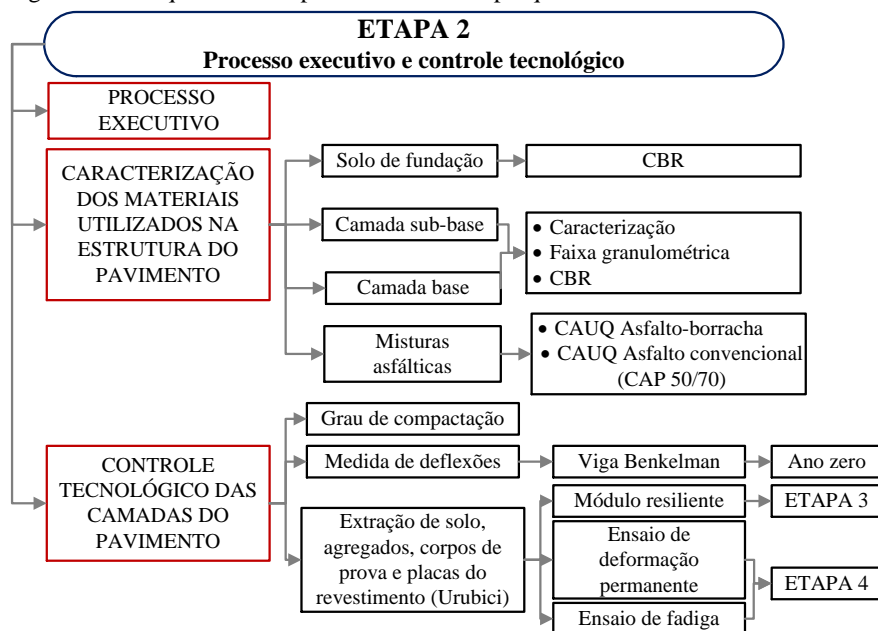 ETAPA 2
Processo executivo e controle tecnológico
PROCESSO
EXECUTIVO
CARACTERIZAÇÃO
DOS MATERIAIS
UTILIZADOS NA
ESTRUTURA DO
PAVIMENTO
Solo de fundação
CBR
Camada sub-base
Camada base
• Caracterização
• Faixa granulométrica
• CBR
Misturas
asfálticas
• CAUQ Asfalto-borracha
• CAUQ Asfalto convencional
(CAP 50/70)
CONTROLE
TECNOLÓGICO DAS
CAMADAS DO
PAVIMENTO
Grau de compactação
Medida de deflexões
Viga Benkelman
Ano zero
Extração de solo,
agregados, corpos de
prova e placas do
revestimento (Urubici)
Módulo resiliente
ETAPA 3
Ensaio de
deformação
permanente
Ensaio de fadiga
ETAPA 4